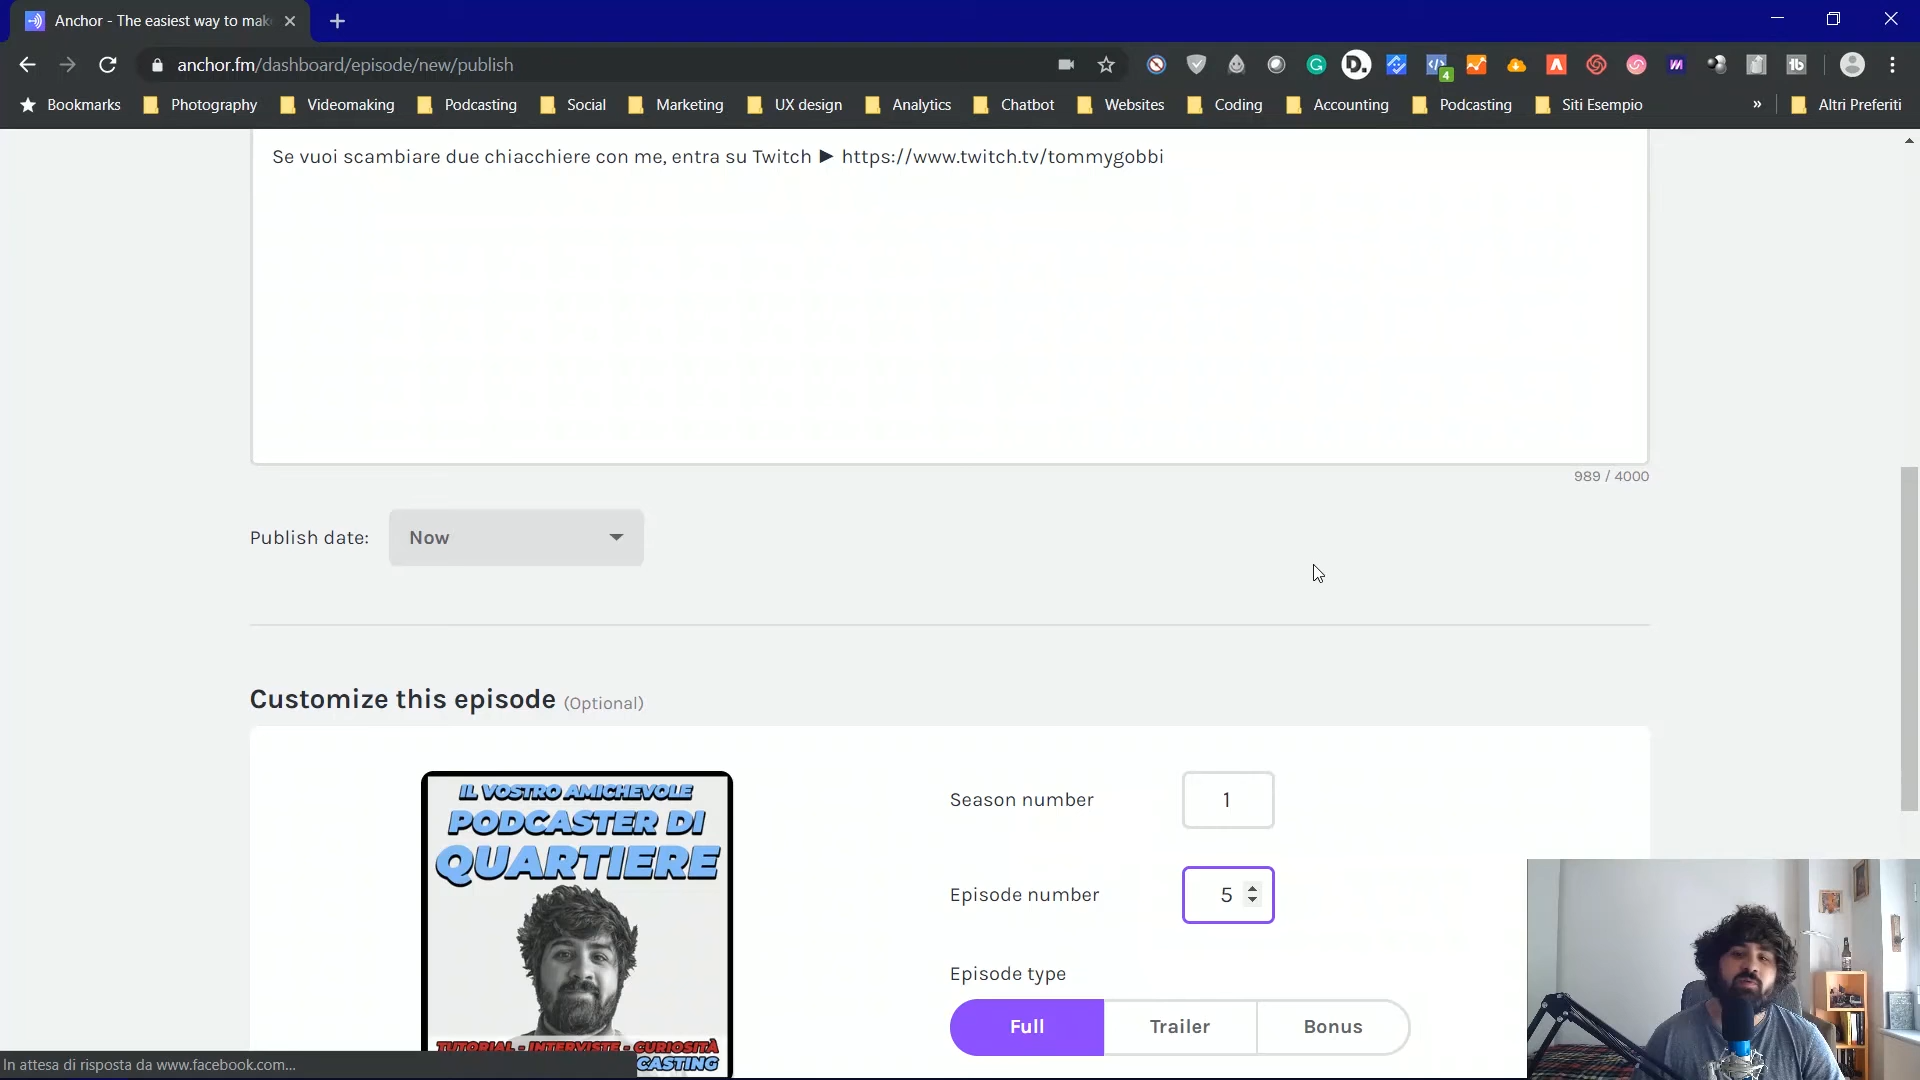 Anchor - The easiest way to mak
anchor.fm/dashboard/episode/new/publish
4
Bookmarks
Photography
Videomaking
Podcasting
Social
Marketing
UX design
Analytics
Chatbot
Websites
Coding
Accounting
Podcasting
Siti Esempio
»
Altri Preferiti
Se vuoi scambiare due chiacchiere con me, entra su Twitch ► https://www.twitch.tv/tommygobbi
989 / 4000
Publish date:
Now
Customize this episode (Optional)
IL VOSTRO AMICHEVOLE
PODCASTER DI
QUARTIERE
TUTORIAL - INTERVISTE - CURIOSITÀ
CASTING
Season number
1
Episode number
5
Episode type
Full
Trailer
Bonus
In attesa di risposta da www.facebook.com...